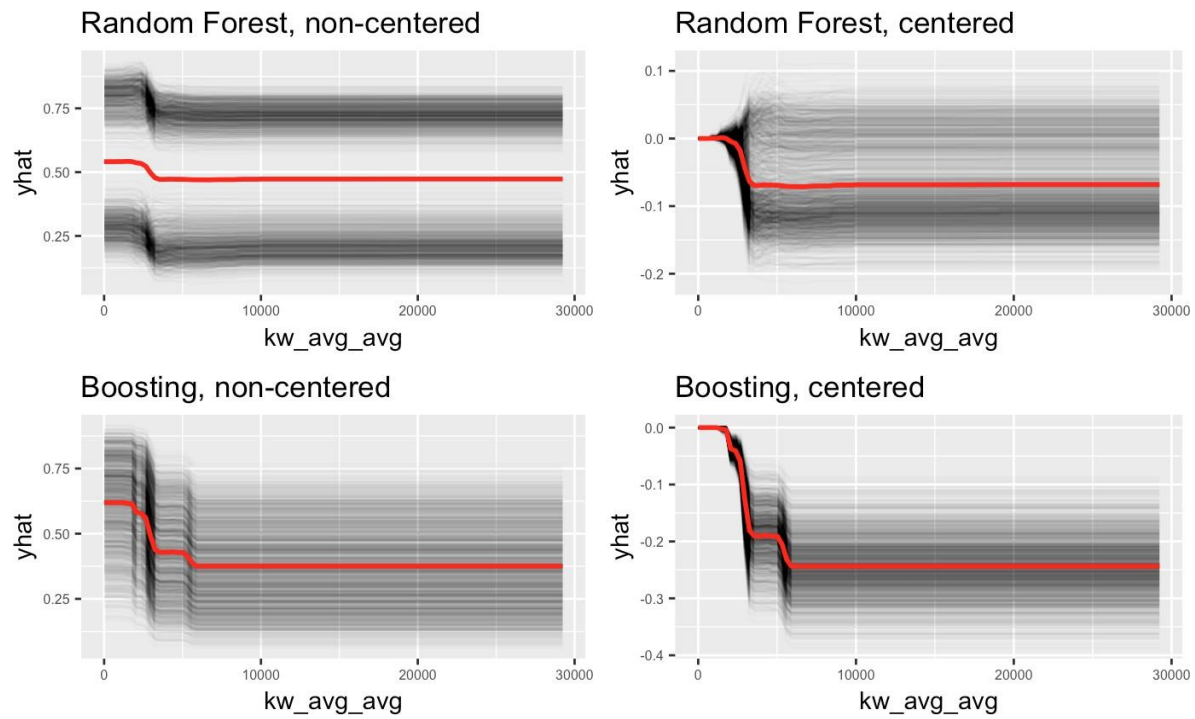 Random Forest, non-centered
yhat
0.75
0.50
0.25
0
10000
20000
30000
kw_avg_avg
Random Forest, centered
yhat
0.1
0.0
-0.1
-0.2
0
10000
20000
30000
kw_avg_avg
Boosting, non-centered
yhat
0.75
0.50
0.25
0
10000
20000
30000
kw_avg_avg
Boosting, centered
yhat
0.0
-0.1
-0.2
-0.3
-0.4
0
10000
20000
30000
kw_avg_avg